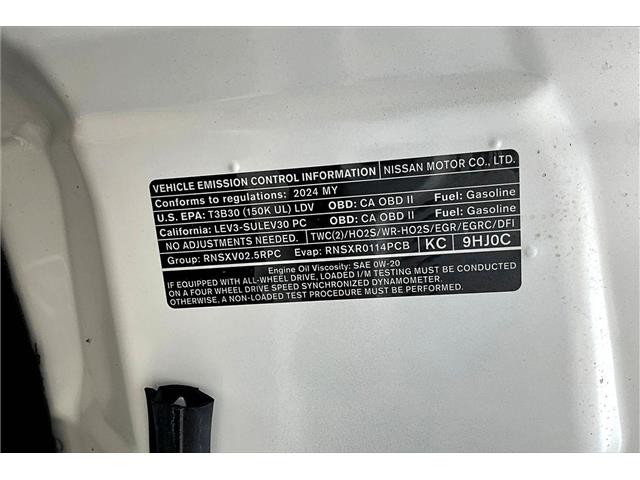 VEHICLE EMISSION CONTROL INFORMATION NISSAN MOTOR CO., LTD.
Conforms to regulations: 2024 MY
U.S. EPA: T3B30 (150K UL) LDV OBD: CA OBD II Fuel: Gasoline
California: LEV3-SULEV30 PC OBD: CA OBD II Fuel: Gasoline
NO ADJUSTMENTS NEEDED. TWC(2)/HO2S/WR-HO2S/EGR/EGRC/DFI
Group: RNSXV02.5RPC Evap: RNSXR0114PCB KC 9HJ0C
Engine Oil Viscosity: SAE 0W-20
IF EQUIPPED WITH ALL-WHEEL DRIVE, LOADED I/M TESTING MUST BE CONDUCTED
ON A FOUR WHEEL DRIVE SPEED SYNCHRONIZED DYNAMOMETER.
OTHERWISE, A NON-LOADED TEST PROCEDURE MUST BE PERFORMED.